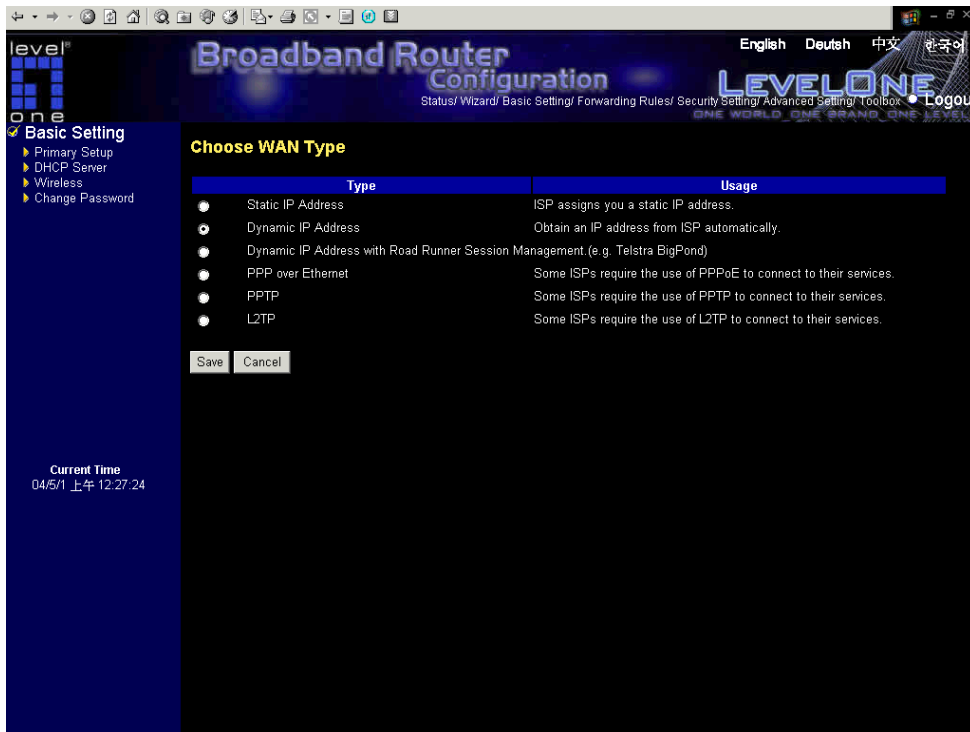 level®
one
Broadband Router
Configuration
English Deutsh 中文 한국어
LEVELONE
Status/ Wizard/ Basic Setting/ Forwarding Rules/ Security Setting/ Advanced Setting/ Toolbox Logou
ONE WORLD_ONE BRAND_ONE LEVEL
Basic Setting
Primary Setup
DHCP Server
Wireless
Change Password
Choose WAN Type
Type Usage
Static IP Address ISP assigns you a static IP address.
Dynamic IP Address Obtain an IP address from ISP automatically.
Dynamic IP Address with Road Runner Session Management.(e.g. Telstra BigPond)
PPP over Ethernet Some ISPs require the use of PPPoE to connect to their services.
PPTP Some ISPs require the use of PPTP to connect to their services.
L2TP Some ISPs require the use of L2TP to connect to their services.
Save Cancel
Current Time
04/5/1 上午 12:27:24